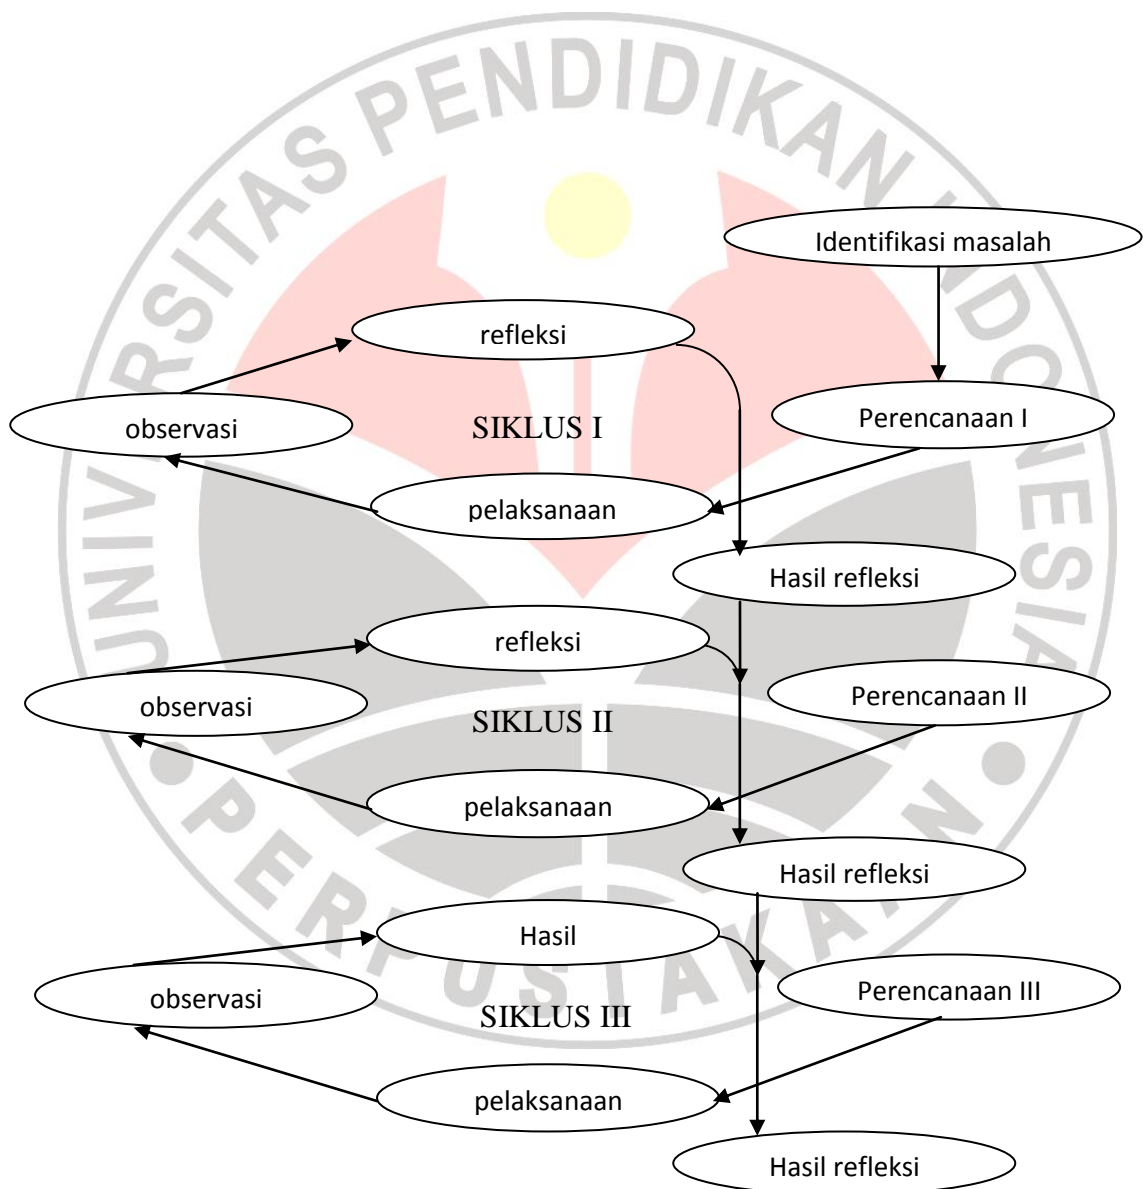 UNIVERSITAS PENDIDIKAN INDONESIA
Identifikasi masalah
refleksi
Perencanaan I
observasi
SIKLUS I
pelaksanaan
Hasil refleksi
refleksi
Perencanaan II
observasi
SIKLUS II
pelaksanaan
Hasil refleksi
Hasil
Perencanaan III
observasi
SIKLUS III
pelaksanaan
Hasil refleksi
PERPUSTAKAAN